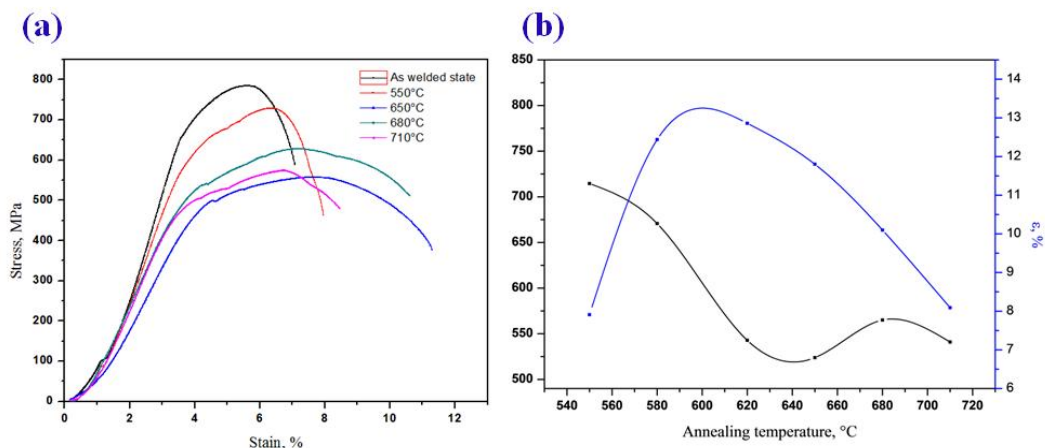 (a)
800
700
600
500
400
300
200
100
0
Stress, MPa
0 2 4 6 8 10 12
Stain, %
As welded state
550°C
650°C
680°C
710°C
(b)
850
800
750
700
650
600
550
500
540 560 580 600 620 640 660 680 700 720
Annealing temperature, °C
14
13
12
11
10
9
8
7
6
ε, %